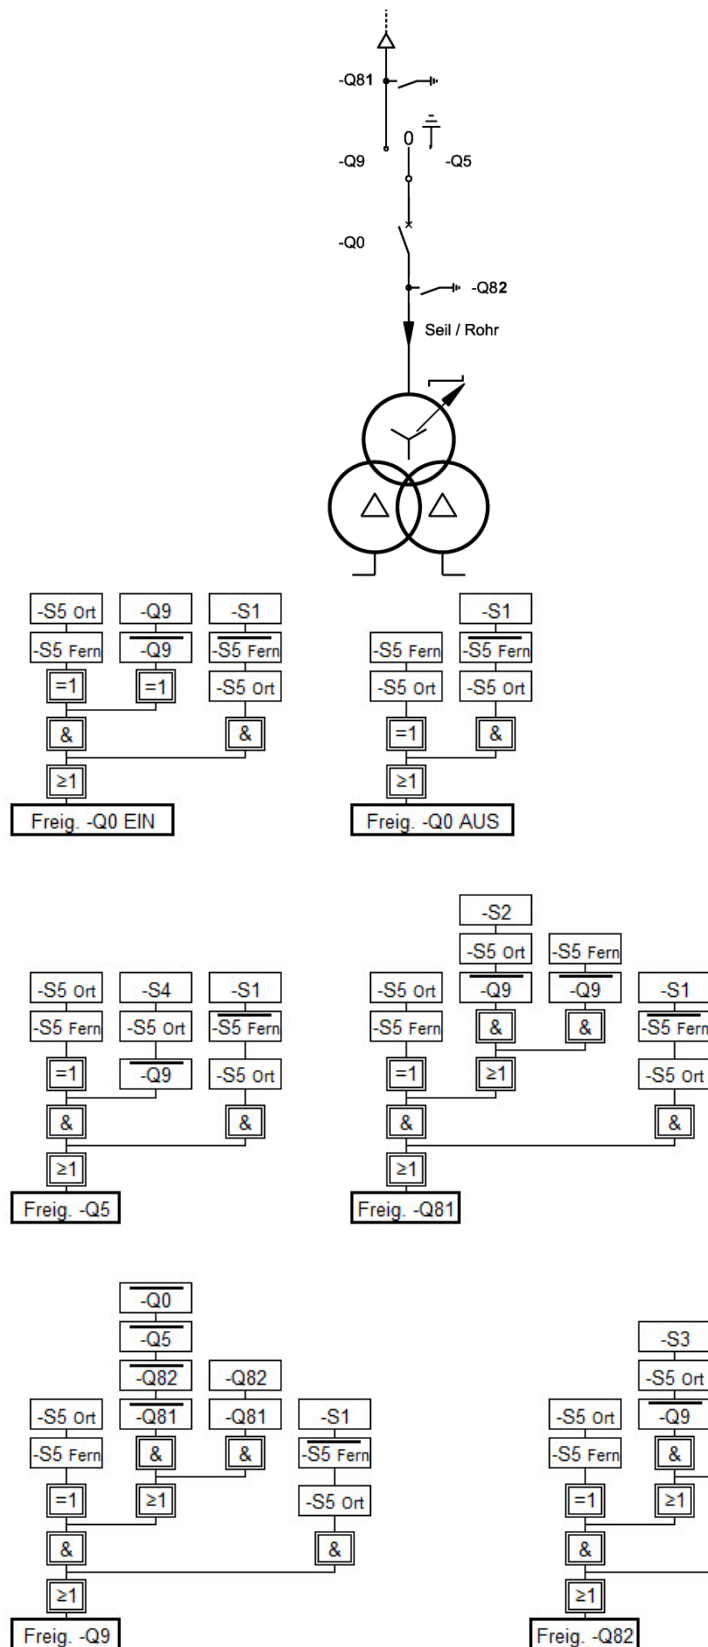 -Q81
0
-Q9
-Q5
-Q0
-Q82
Seil / Rohr
-S5 Ort -Q9 -S1 -S1
-S5 Fern -Q9 -S5 Fern -S5 Fern -S5 Fern
=1 =1 -S5 Ort -S5 Ort -S5 Ort
& & =1 &
≥1 ≥1
Freig. -Q0 EIN Freig. -Q0 AUS
-S2
-S5 Ort -S5 Fern
-S5 Ort -S4 -S1 -S5 Ort -Q9 -Q9 -S1
-S5 Fern -S5 Ort -S5 Fern -S5 Fern & & -S5 Fern
=1 -Q9 -S5 Ort =1 ≥1 -S5 Ort
& & & &
≥1 ≥1
Freig. -Q5 Freig. -Q81
-Q0
-Q5 -S3
-Q82 -Q82 -S5 Ort
-S5 Ort -Q81 -Q81 -S1 -S5 Ort -Q9
-S5 Fern & & -S5 Fern -S5 Fern &
=1 ≥1 -S5 Ort =1 ≥1
& & &
≥1 ≥1
Freig. -Q9 Freig. -Q82